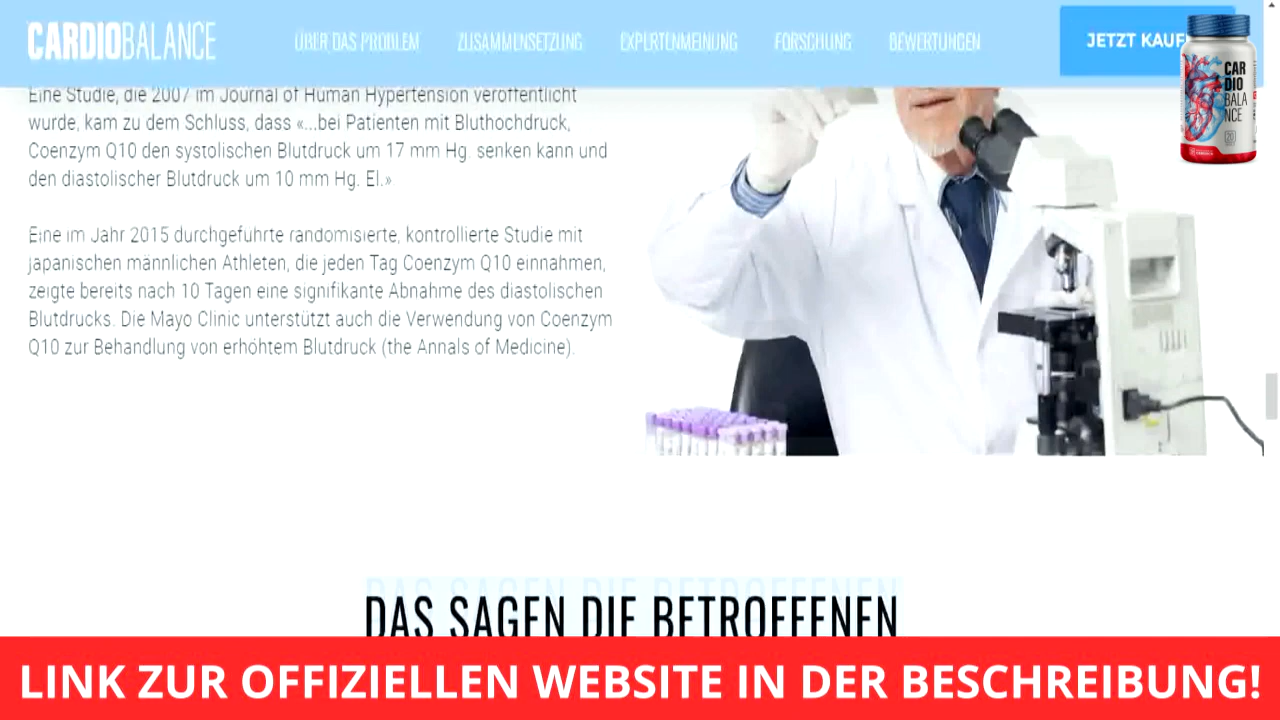 CARDIOBALANCE
ÜBER DAS PROBLEM
ZUSAMMENSETZUNG
EXPERTENMEINUNG
FORSCHUNG
BEWERTUNGEN
JETZT KAUF
CAR
DIO
BALA
NCE
Eine Studie, die 2007 im Journal of Human Hypertension veröffentlicht
wurde, kam zu dem Schluss, dass «...bei Patienten mit Bluthochdruck,
Coenzym Q10 den systolischen Blutdruck um 17 mm Hg. senken kann und
den diastolischer Blutdruck um 10 mm Hg. El.»
Eine im Jahr 2015 durchgeführte randomisierte, kontrollierte Studie mit
japanischen männlichen Athleten, die jeden Tag Coenzym Q10 einnahmen,
zeigte bereits nach 10 Tagen eine signifikante Abnahme des diastolischen
Blutdrucks. Die Mayo Clinic unterstützt auch die Verwendung von Coenzym
Q10 zur Behandlung von erhöhtem Blutdruck (the Annals of Medicine).
DAS SAGEN DIE BETROFFENEN
LINK ZUR OFFIZIELLEN WEBSITE IN DER BESCHREIBUNG!